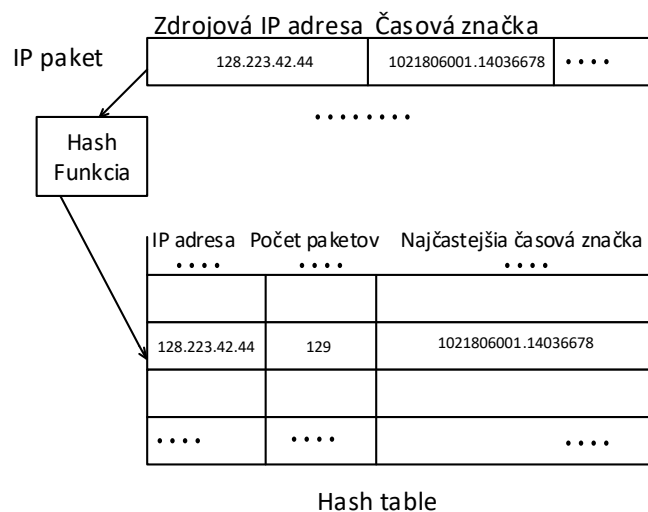 Zdrojová IP adresa Časová značka
IP paket
128.223.42.44 1021806001.14036678 ••••
••••••••
Hash
Funkcia
IP adresa Počet paketov Najčastejšia časová značka
•••• •••• ••••
128.223.42.44 129 1021806001.14036678
•••• •••• ••••
Hash table